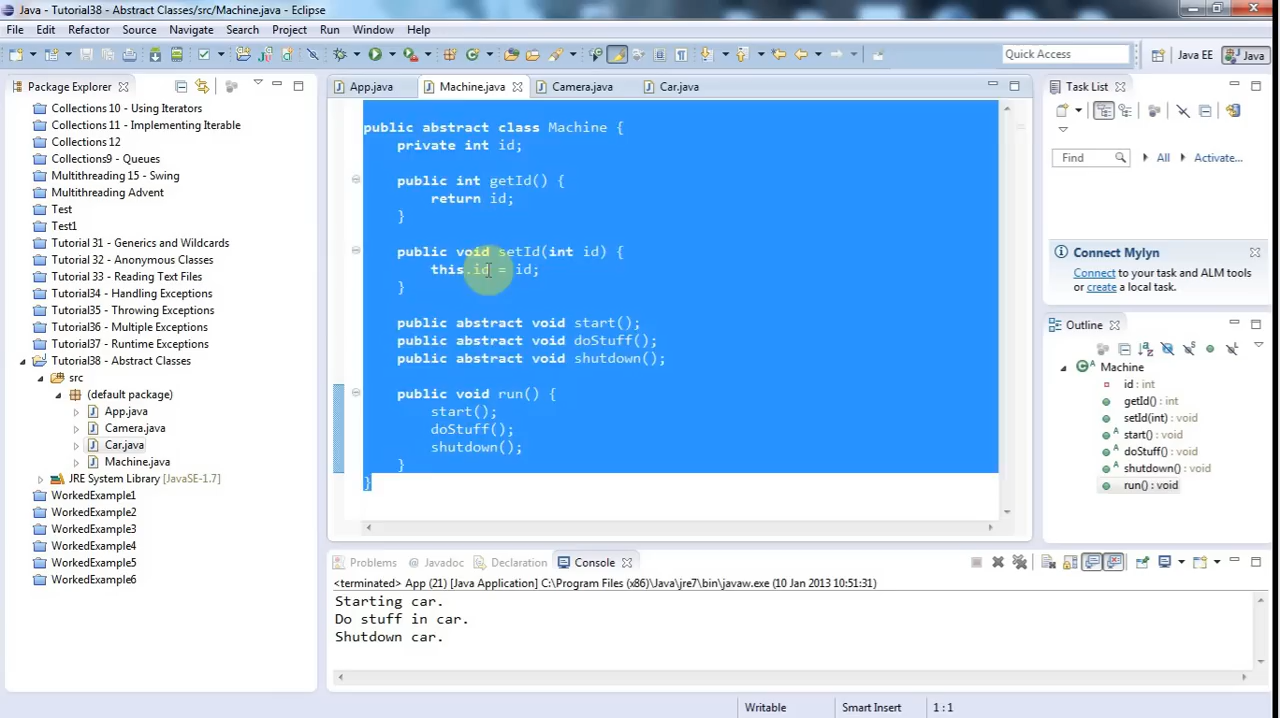 Java - Tutorial38 - Abstract Classes/src/Machine.java - Eclipse
File Edit Refactor Source Navigate Search Project Run Window Help
Quick Access
Java EE
Java
Package Explorer
Collections 10 - Using Iterators
Collections 11 - Implementing Iterable
Collections 12
Collections9 - Queues
Multithreading 15 - Swing
Multithreading Advent
Test
Test1
Tutorial 31 - Generics and Wildcards
Tutorial 32 - Anonymous Classes
Tutorial 33 - Reading Text Files
Tutorial34 - Handling Exceptions
Tutorial35 - Throwing Exceptions
Tutorial36 - Multiple Exceptions
Tutorial37 - Runtime Exceptions
Tutorial38 - Abstract Classes
src
(default package)
App.java
Camera.java
Car.java
Machine.java
JRE System Library [JavaSE-1.7]
WorkedExample1
WorkedExample2
WorkedExample3
WorkedExample4
WorkedExample5
WorkedExample6
App.java Machine.java Camera.java Car.java
public abstract class Machine {
private int id;
public int getId() {
return id;
}
public void setId(int id) {
this.id = id;
}
public abstract void start();
public abstract void doStuff();
public abstract void shutdown();
public void run() {
start();
doStuff();
shutdown();
}
}
Task List
Find All Activate...
Connect Mylyn
Connect to your task and ALM tools
or create a local task.
Outline
Machine
id : int
getId() : int
setId(int) : void
start() : void
doStuff() : void
shutdown() : void
run() : void
Problems Javadoc Declaration Console
<terminated> App (21) [Java Application] C:\Program Files (x86)\Java\jre7\bin\javaw.exe (10 Jan 2013 10:51:31)
Starting car.
Do stuff in car.
Shutdown car.
Writable Smart Insert 1 : 1